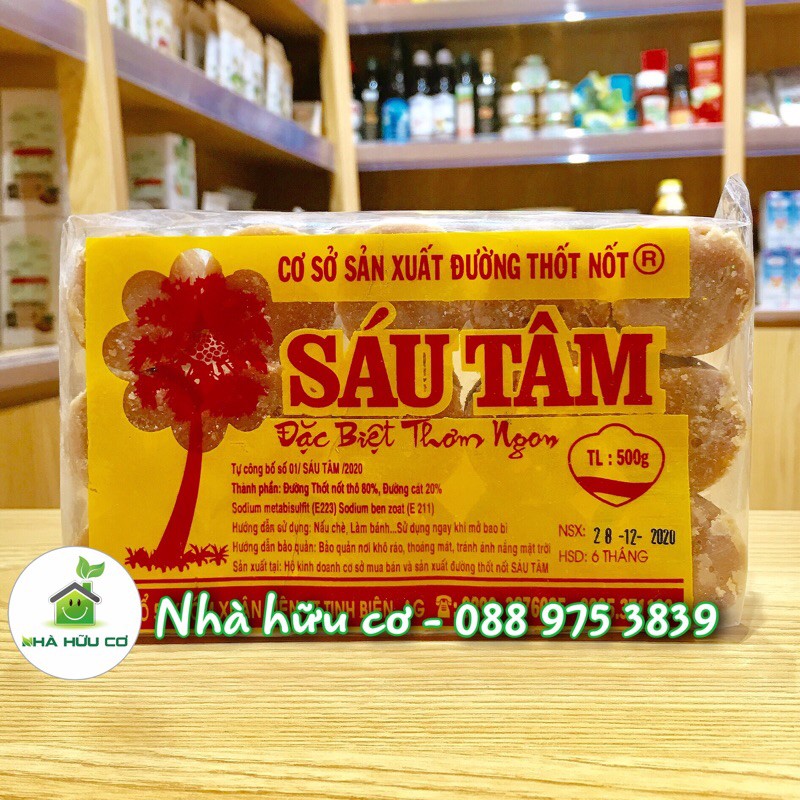 CƠ SỞ SẢN XUẤT ĐƯỜNG THỐT NỐT ®
SÁU TÂM
Đặc Biệt Thơm Ngon
TL : 500g
Tự công bố số 01/ SÁU TÂM /2020
Thành phần: Đường Thốt nốt thô 80%, Đường cát 20%
Sodium metabisulfit (E223) Sodium ben zoat (E 211)
Hướng dẫn sử dụng: Nấu chè, Làm bánh...Sử dụng ngay khi mở bao bì
Hướng dẫn bảo quản: Bảo quản nơi khô ráo, thoáng mát, tránh ánh nắng mặt trời
Sản xuất tại: Hộ kinh doanh cơ sở mua bán và sản xuất đường thốt nốt SÁU TÂM
NSX: 28-12-2020
HSD: 6 THÁNG
TỊNH BIÊN
Nhà hữu cơ - 088 975 3839
NHÀ HỮU CƠ